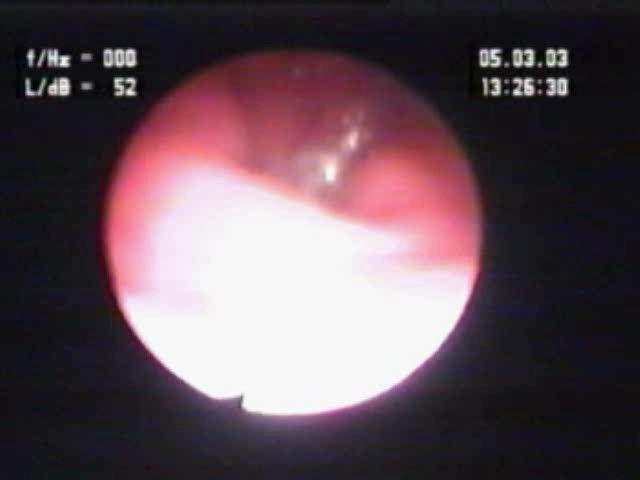 f/Hz = 000
L/dB = 52
05.03.03
13:26:30